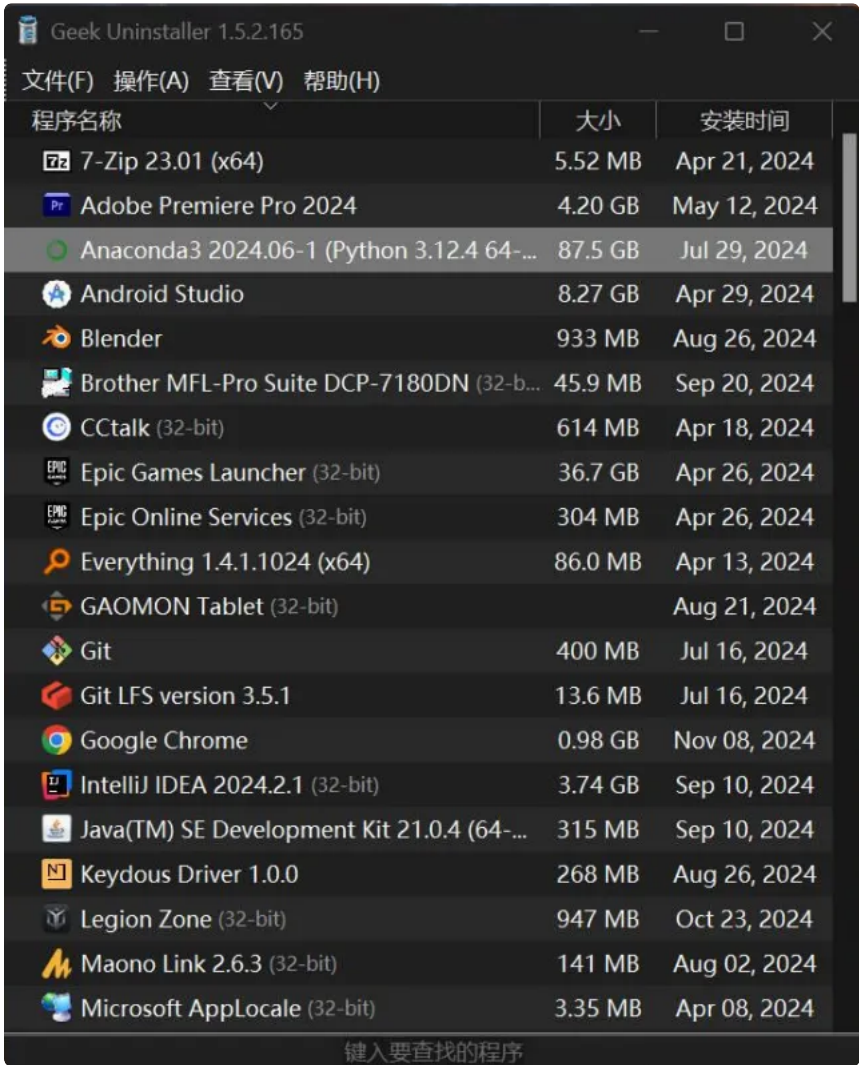 Geek Uninstaller 1.5.2.165
文件(F) 操作(A) 查看(V) 帮助(H)
程序名称 大小 安装时间
7-Zip 23.01 (x64) 5.52 MB Apr 21, 2024
Adobe Premiere Pro 2024 4.20 GB May 12, 2024
Anaconda3 2024.06-1 (Python 3.12.4 64-... 87.5 GB Jul 29, 2024
Android Studio 8.27 GB Apr 29, 2024
Blender 933 MB Aug 26, 2024
Brother MFL-Pro Suite DCP-7180DN (32-b... 45.9 MB Sep 20, 2024
CCtalk (32-bit) 614 MB Apr 18, 2024
Epic Games Launcher (32-bit) 36.7 GB Apr 26, 2024
Epic Online Services (32-bit) 304 MB Apr 26, 2024
Everything 1.4.1.1024 (x64) 86.0 MB Apr 13, 2024
GAOMON Tablet (32-bit) Aug 21, 2024
Git 400 MB Jul 16, 2024
Git LFS version 3.5.1 13.6 MB Jul 16, 2024
Google Chrome 0.98 GB Nov 08, 2024
IntelliJ IDEA 2024.2.1 (32-bit) 3.74 GB Sep 10, 2024
Java(TM) SE Development Kit 21.0.4 (64-... 315 MB Sep 10, 2024
Keydous Driver 1.0.0 268 MB Aug 26, 2024
Legion Zone (32-bit) 947 MB Oct 23, 2024
Maono Link 2.6.3 (32-bit) 141 MB Aug 02, 2024
Microsoft AppLocale (32-bit) 3.35 MB Apr 08, 2024
键入要查找的程序